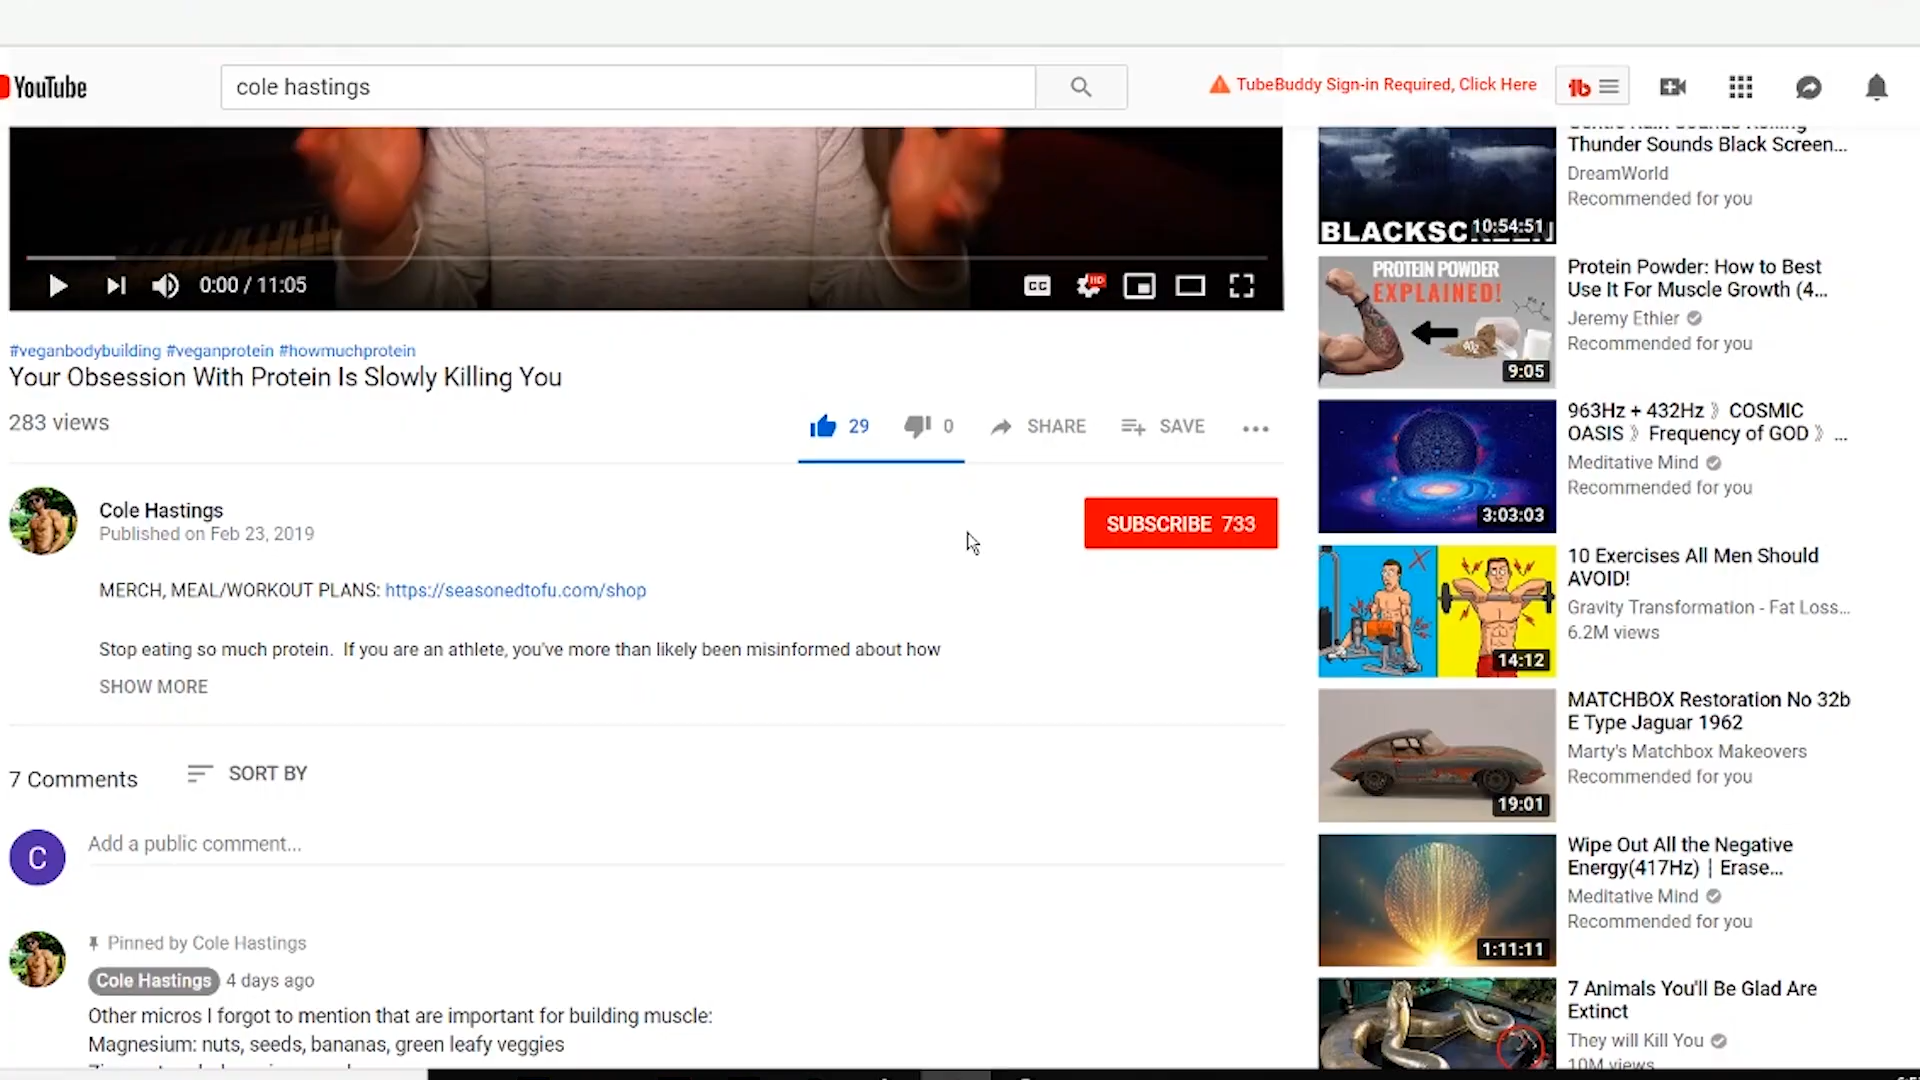 YouTube
cole hastings
TubeBuddy Sign-in Required, Click Here
tb
0:00 / 11:05
CC
HD
#veganbodybuilding #veganprotein #howmuchprotein
Your Obsession With Protein Is Slowly Killing You
283 views
29
0
SHARE
SAVE
Cole Hastings
Published on Feb 23, 2019
SUBSCRIBE 733
MERCH, MEAL/WORKOUT PLANS: https://seasonedtofu.com/shop
Stop eating so much protein. If you are an athlete, you've more than likely been misinformed about how
SHOW MORE
7 Comments
SORT BY
C
Add a public comment...
Pinned by Cole Hastings
Cole Hastings 4 days ago
Other micros I forgot to mention that are important for building muscle:
Magnesium: nuts, seeds, bananas, green leafy veggies
Thunder Sounds Black Screen...
DreamWorld
Recommended for you
10:54:51
PROTEIN POWDER
EXPLAINED!
9:05
Protein Powder: How to Best
Use It For Muscle Growth (4...
Jeremy Ethier
Recommended for you
963Hz + 432Hz 》 COSMIC
OASIS 》 Frequency of GOD 》 ...
Meditative Mind
Recommended for you
3:03:03
10 Exercises All Men Should
AVOID!
Gravity Transformation - Fat Loss...
6.2M views
14:12
MATCHBOX Restoration No 32b
E Type Jaguar 1962
Marty's Matchbox Makeovers
Recommended for you
19:01
Wipe Out All the Negative
Energy(417Hz) | Erase...
Meditative Mind
Recommended for you
1:11:11
7 Animals You'll Be Glad Are
Extinct
They will Kill You
10M views